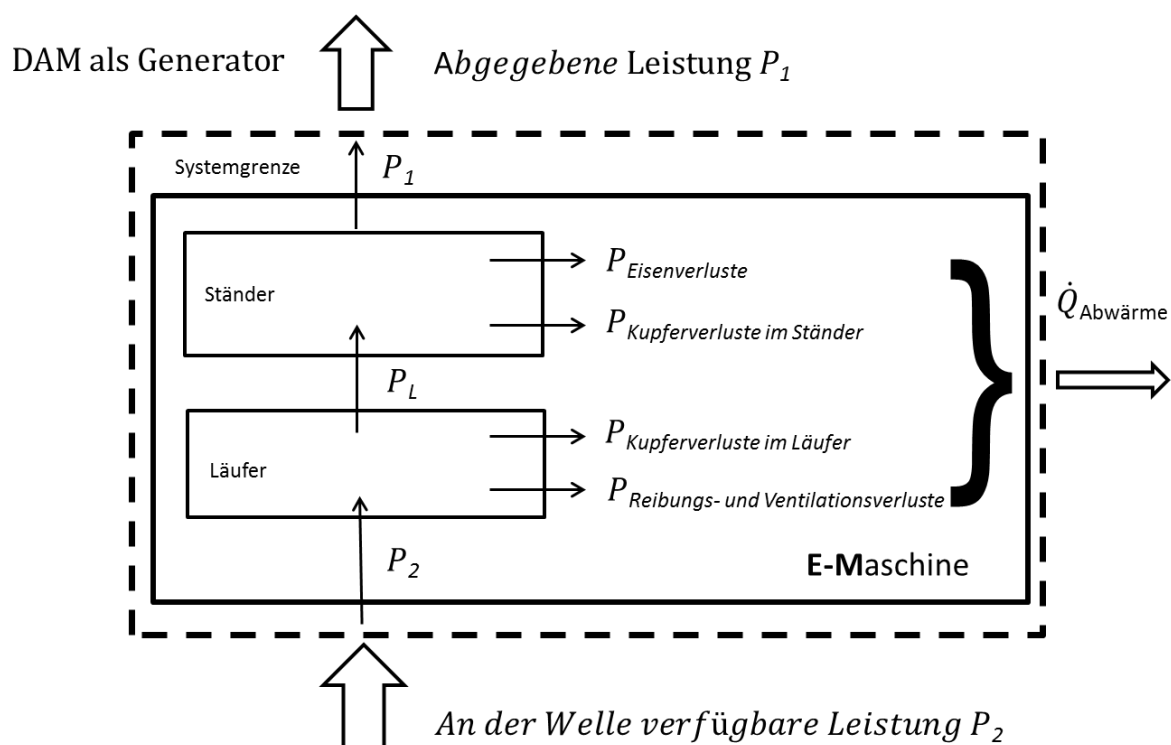 DAM als Generator
Abgegebene Leistung P1
Systemgrenze
P1
PEisenverluste
Ständer
PKupferverluste im Ständer
Q̇Abwärme
PL
PKupferverluste im Läufer
Läufer
PReibungs- und Ventilationsverluste
P2
E-Maschine
An der Welle verfügbare Leistung P2